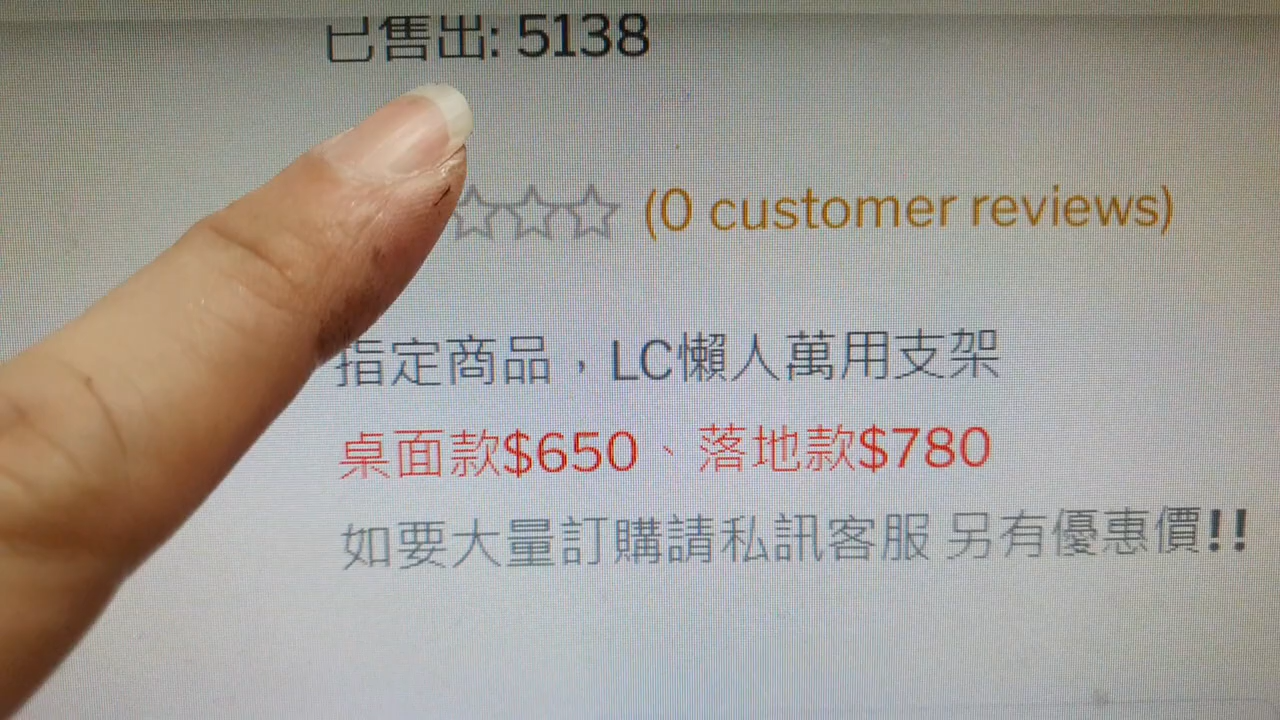 已售出: 5138
(0 customer reviews)
指定商品，LC懶人萬用支架
桌面款$650、落地款$780
如要大量訂購請私訊客服 另有優惠價!!